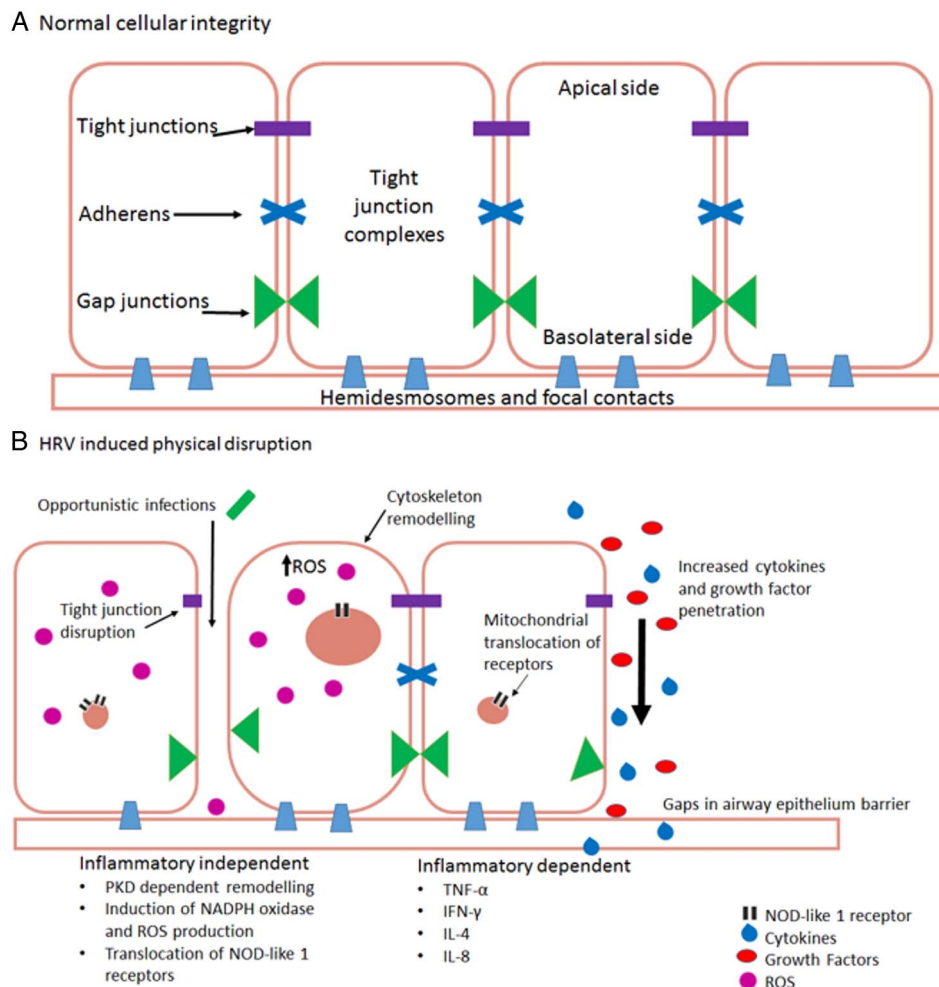 A Normal cellular integrity
Apical side
Tight junctions
Tight
junction
complexes
Adherens
Gap junctions
Basolateral side
Hemidesmosomes and focal contacts
B HRV induced physical disruption
Opportunistic infections
Cytoskeleton
remodelling
↑ROS
Increased cytokines
and growth factor
penetration
Tight junction
disruption
Mitochondrial
translocation of
receptors
Gaps in airway epithelium barrier
Inflammatory independent
• PKD dependent remodelling
• Induction of NADPH oxidase
and ROS production
• Translocation of NOD-like 1
receptors
Inflammatory dependent
• TNF-α
• IFN-γ
• IL-4
• IL-8
NOD-like 1 receptor
Cytokines
Growth Factors
ROS